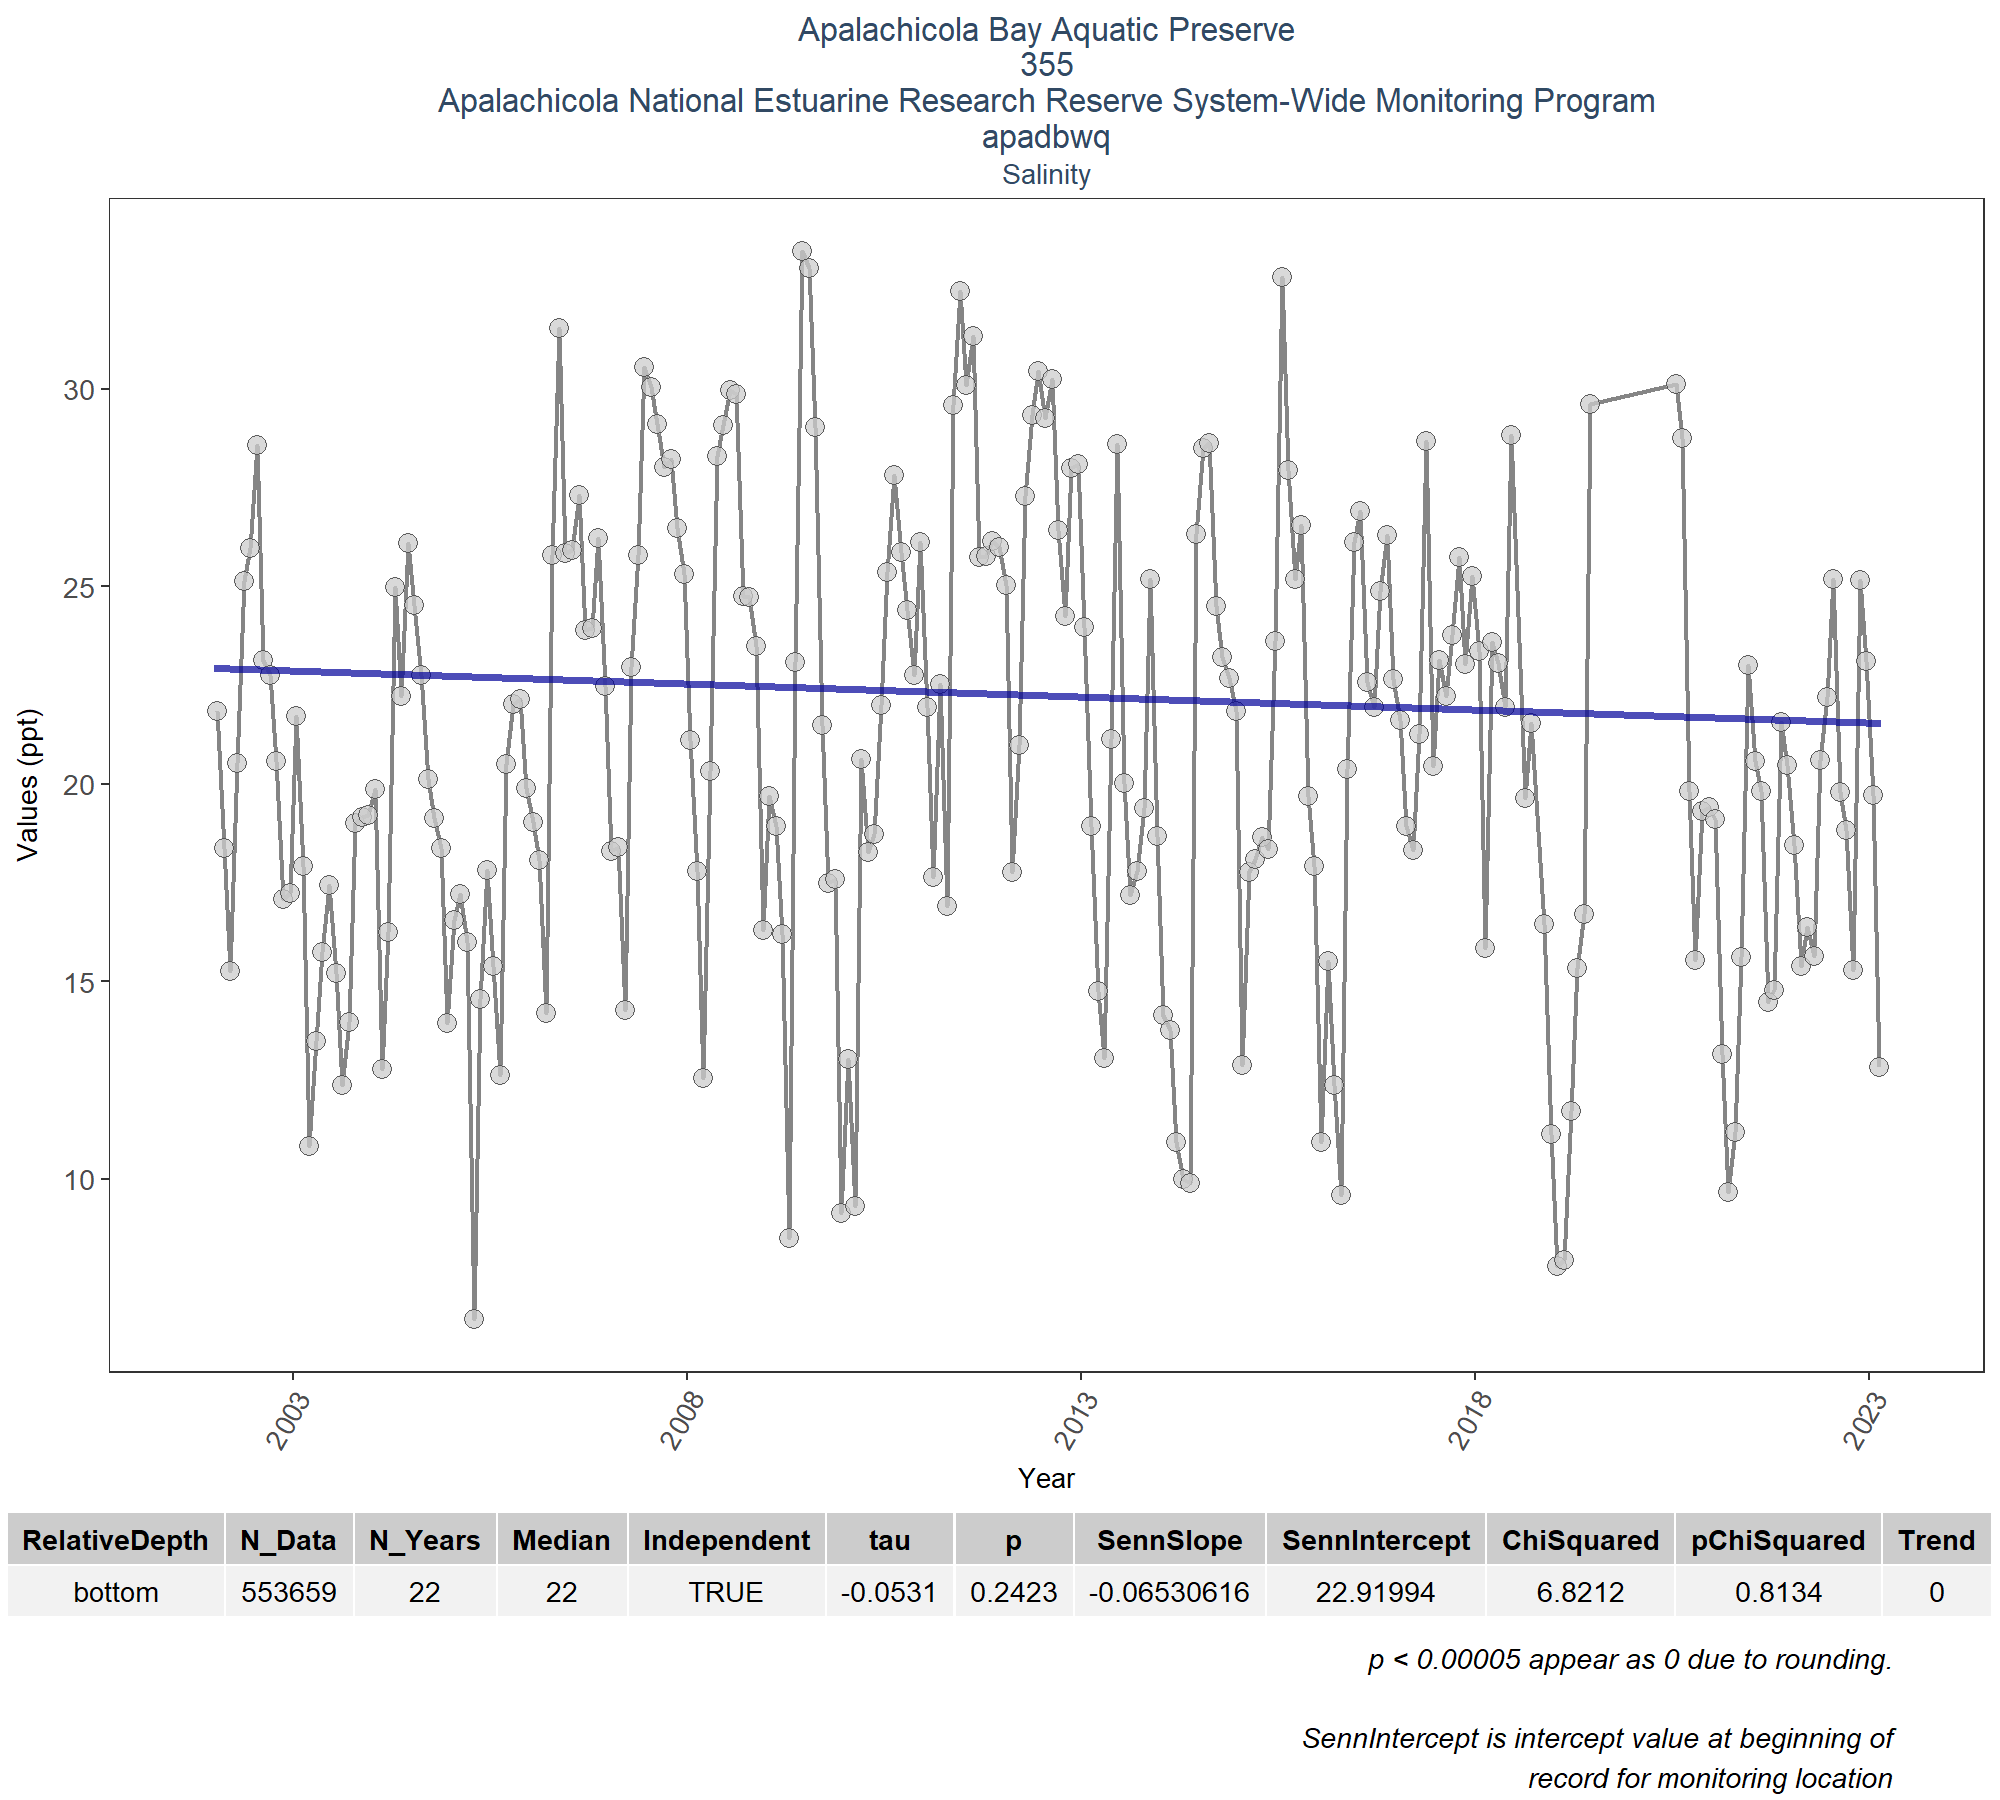 Apalachicola Bay Aquatic Preserve
355
Apalachicola National Estuarine Research Reserve System-Wide Monitoring Program
apadbwq
Salinity
Values (ppt)
30
25
20
15
10
2003 2008 2013 2018 2023
Year
RelativeDepth N_Data N_Years Median Independent tau p SennSlope SennIntercept ChiSquared pChiSquared Trend
bottom 553659 22 22 TRUE -0.0531 0.2423 -0.06530616 22.91994 6.8212 0.8134 0
p < 0.00005 appear as 0 due to rounding.
SennIntercept is intercept value at beginning of
record for monitoring location